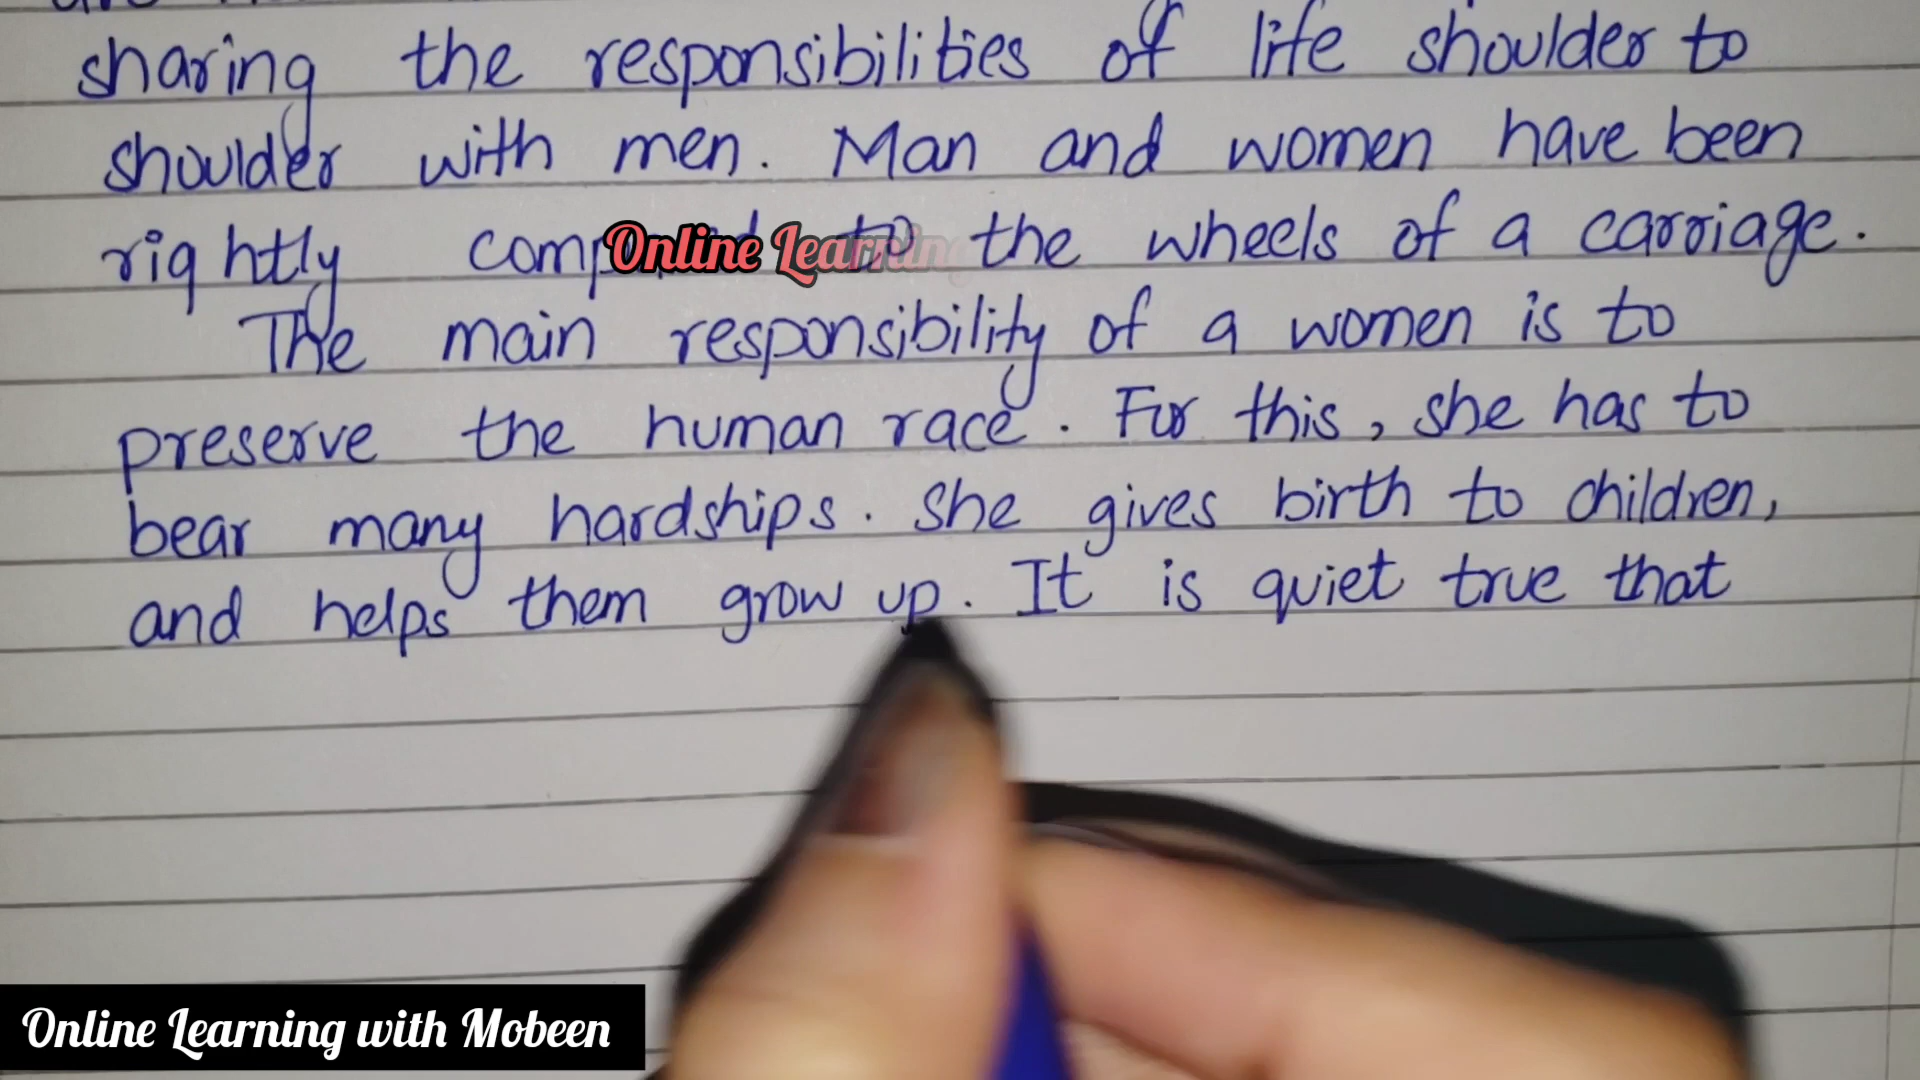 sharing the responsibilities of life shoulder to
shoulder with men. Man and women have been
rightly to the wheels of a carriage.
Online Learning
The main responsibility of a women is to
preserve the human race. For this, she has to
bear many hardships. She gives birth to children,
and helps them grow up. It is quiet true that
Online Learning with Mobeen